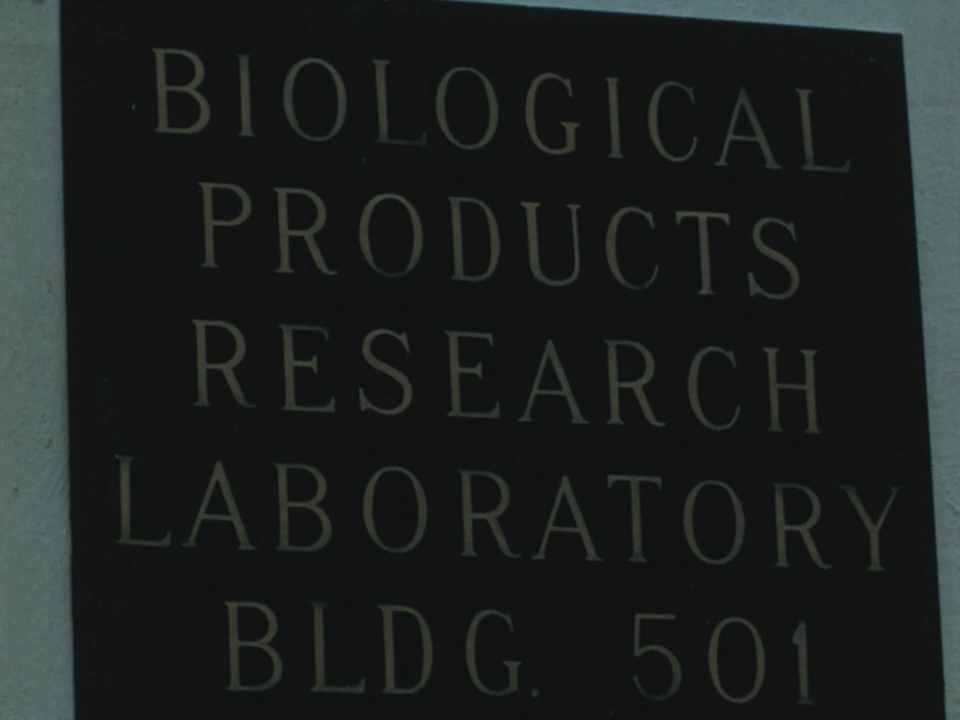 BIOLOGICAL
PRODUCTS
RESEARCH
LABORATORY
BLDG. 501